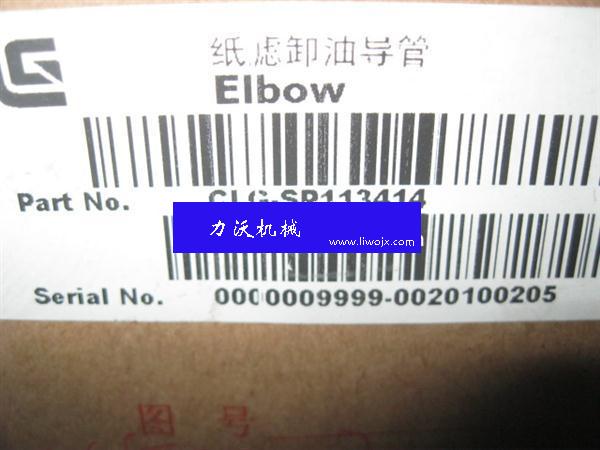 纸滤卸油导管
Elbow
Part No. CLG-SP113414
力沃机械
www.liwojx.com
Serial No. 0000009999-0020100205
图号